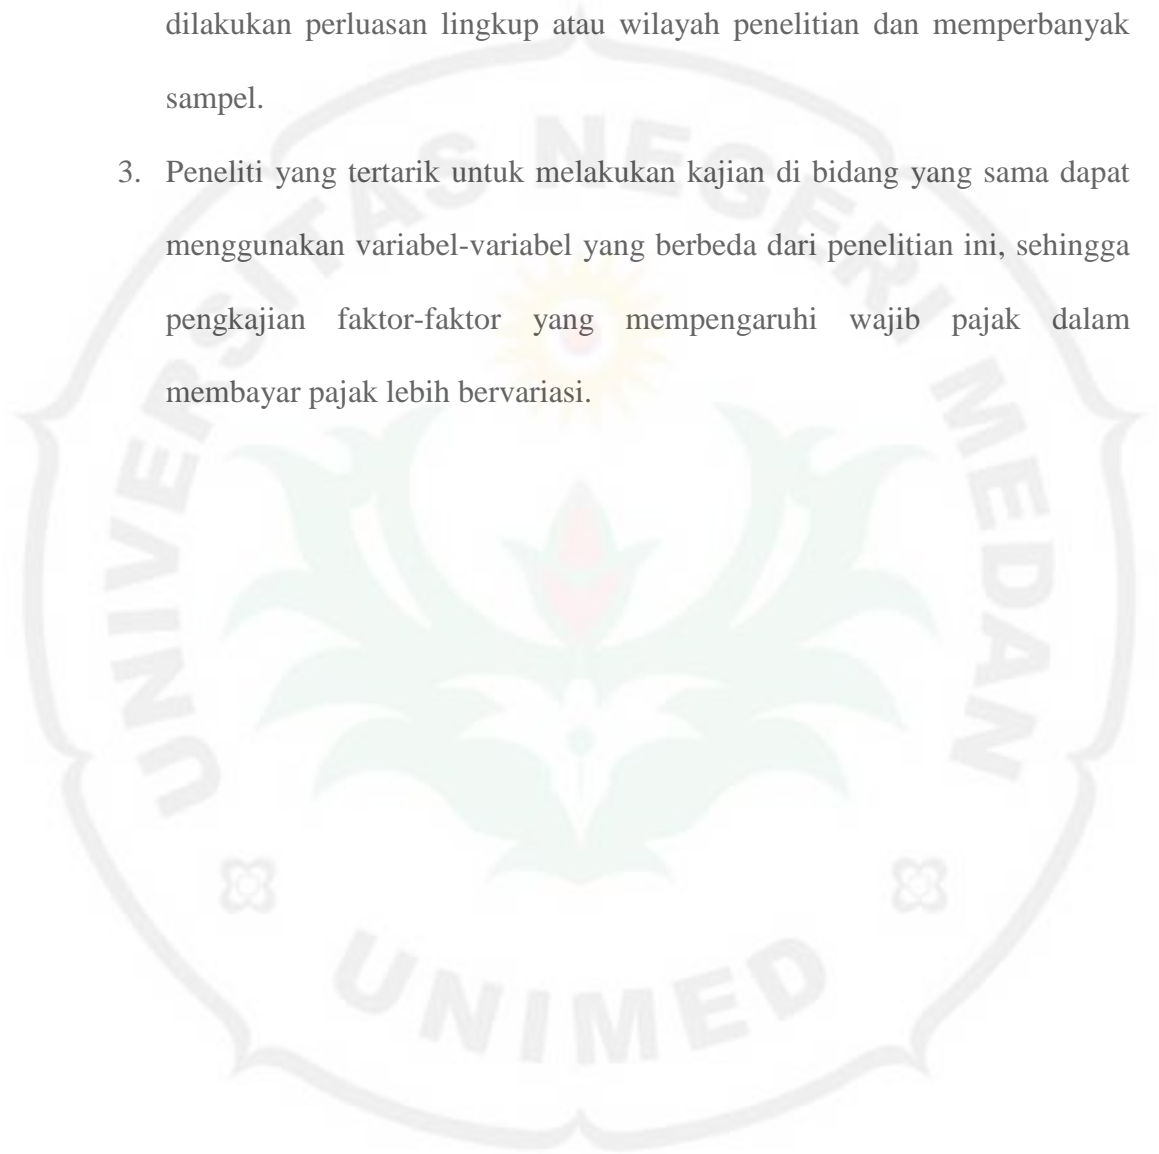 dilakukan perluasan lingkup atau wilayah penelitian dan memperbanyak
sampel.
3. Peneliti yang tertarik untuk melakukan kajian di bidang yang sama dapat
menggunakan variabel-variabel yang berbeda dari penelitian ini, sehingga
pengkajian faktor-faktor yang mempengaruhi wajib pajak dalam
membayar pajak lebih bervariasi.
UNIVERSITAS NEGERI MEDAN
UNIMED